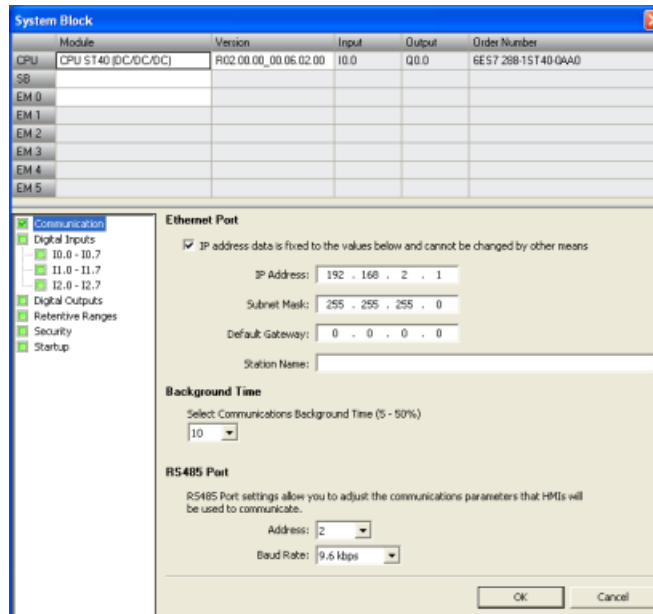 System Block
Module Version Input Output Order Number
CPU CPU ST40 (DC/DC/DC) R02.00.00_00.06.02.00 I0.0 Q0.0 6ES7 288-1ST40-0AA0
SB
EM 0
EM 1
EM 2
EM 3
EM 4
EM 5
Communication
Digital Inputs
I0.0 - I0.7
I1.0 - I1.7
I2.0 - I2.7
Digital Outputs
Retentive Ranges
Security
Startup
Ethernet Port
IP address data is fixed to the values below and cannot be changed by other means
IP Address: 192 . 168 . 2 . 1
Subnet Mask: 255 . 255 . 255 . 0
Default Gateway: 0 . 0 . 0 . 0
Station Name:
Background Time
Select Communications Background Time (5 - 50%)
10
RS485 Port
RS485 Port settings allow you to adjust the communications parameters that HMIs will
be used to communicate.
Address: 2
Baud Rate: 9.6 kbps
OK Cancel